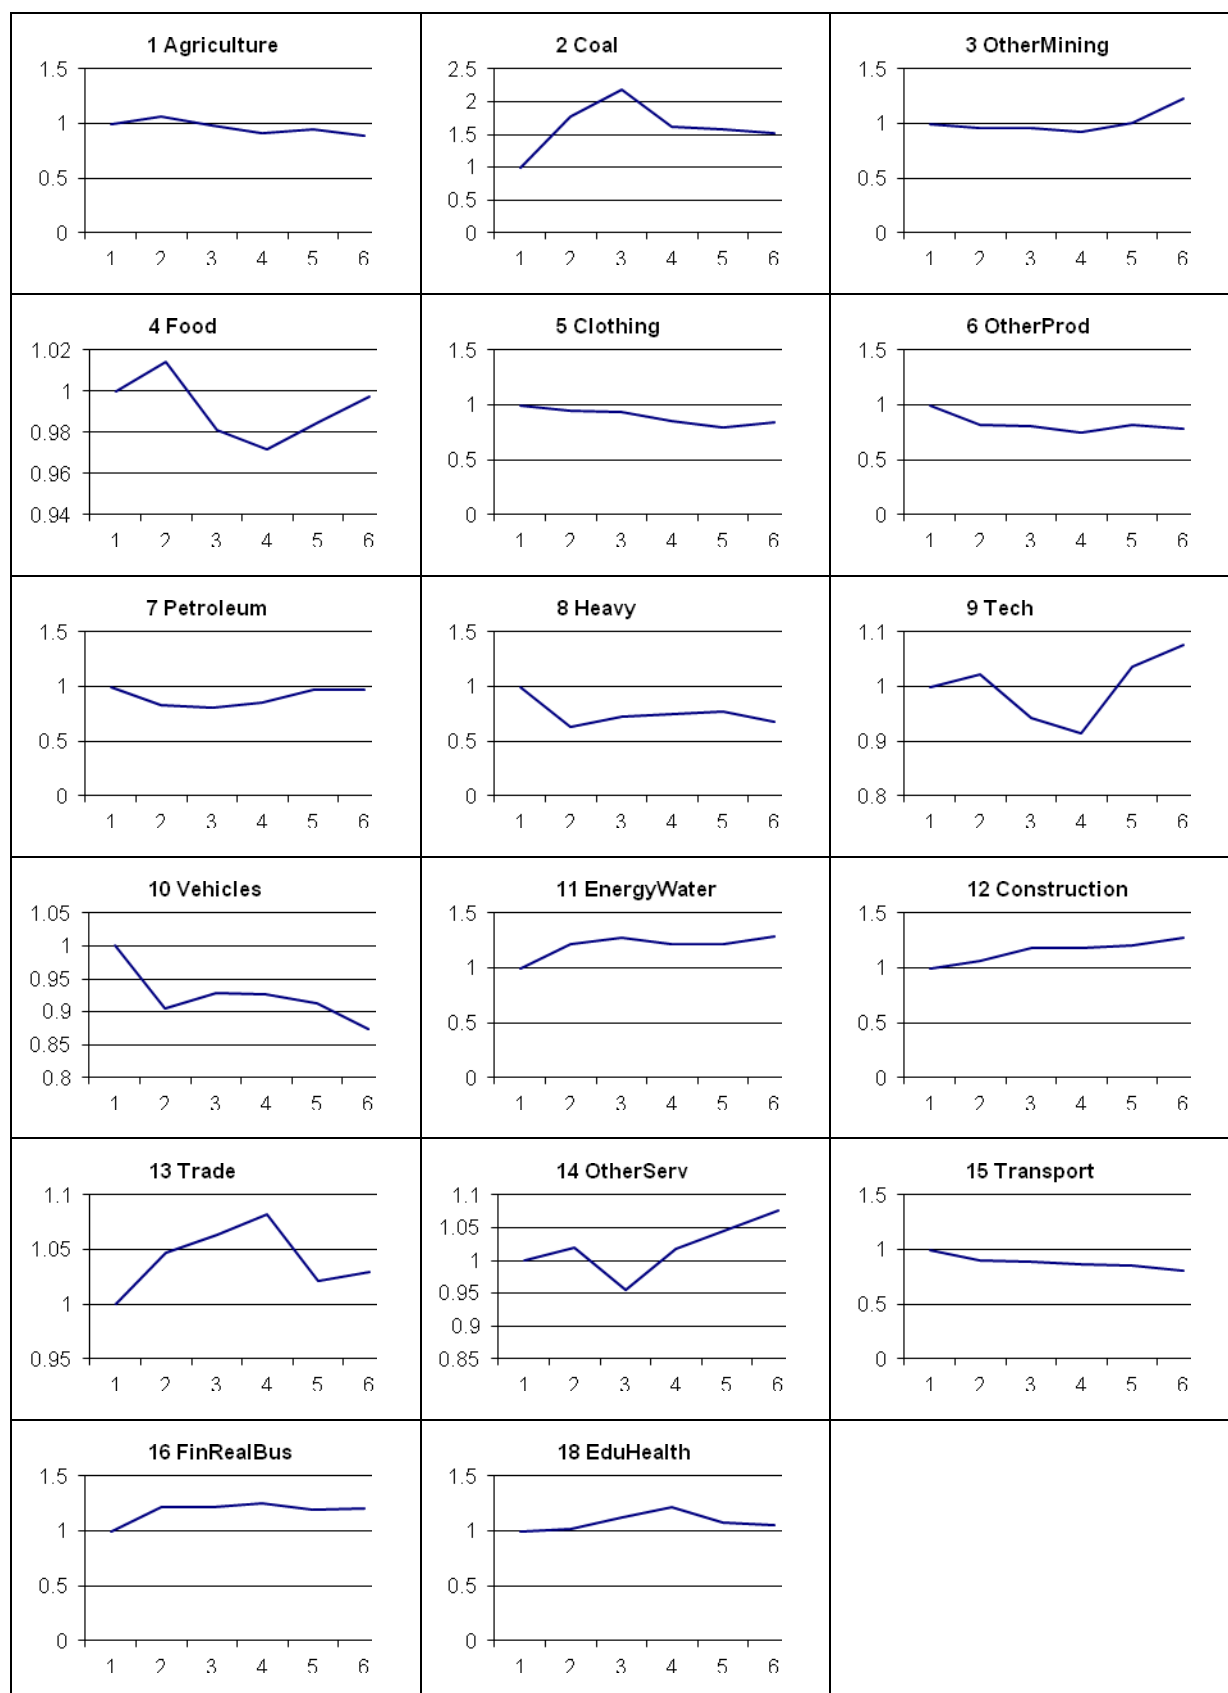 1 Agriculture
1.5
1
0.5
0
1 2 3 4 5 6
2 Coal
2.5
2
1.5
1
0.5
0
1 2 3 4 5 6
3 OtherMining
1.5
1
0.5
0
1 2 3 4 5 6
4 Food
1.02
1
0.98
0.96
0.94
1 2 3 4 5 6
5 Clothing
1.5
1
0.5
0
1 2 3 4 5 6
6 OtherProd
1.5
1
0.5
0
1 2 3 4 5 6
7 Petroleum
1.5
1
0.5
0
1 2 3 4 5 6
8 Heavy
1.5
1
0.5
0
1 2 3 4 5 6
9 Tech
1.1
1
0.9
0.8
1 2 3 4 5 6
10 Vehicles
1.05
1
0.95
0.9
0.85
0.8
1 2 3 4 5 6
11 EnergyWater
1.5
1
0.5
0
1 2 3 4 5 6
12 Construction
1.5
1
0.5
0
1 2 3 4 5 6
13 Trade
1.1
1.05
1
0.95
1 2 3 4 5 6
14 OtherServ
1.1
1.05
1
0.95
0.9
0.85
1 2 3 4 5 6
15 Transport
1.5
1
0.5
0
1 2 3 4 5 6
16 FinRealBus
1.5
1
0.5
0
1 2 3 4 5 6
18 EduHealth
1.5
1
0.5
0
1 2 3 4 5 6